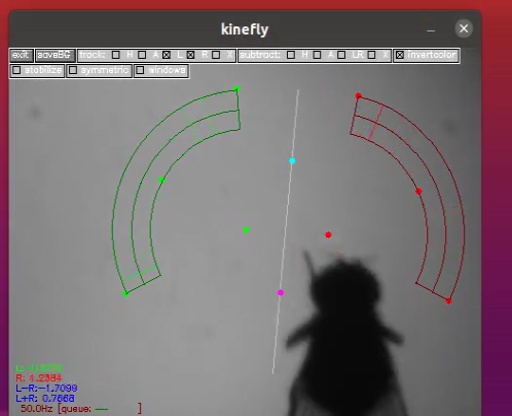 kinefly
exit saveBG track: H A L R X subtract: H A LR X invertcolor
stabilize symmetric windows
L:
R: 1.2384
L-R:-1.7099
L+R: 0.7668
50.0Hz [queue: ]